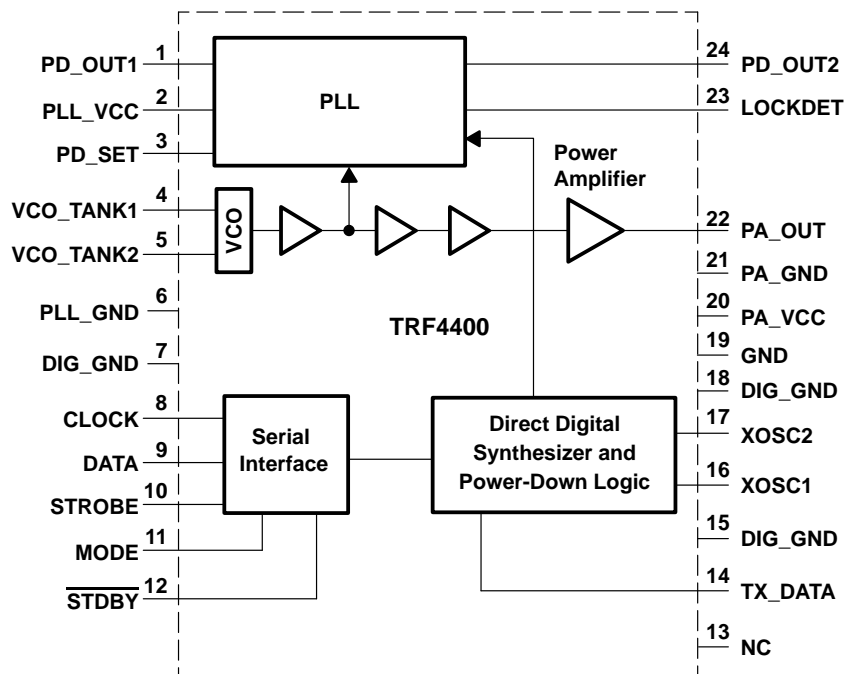 PD_OUT1 1
PLL_VCC 2
PD_SET 3
VCO_TANK1 4
VCO_TANK2 5
PLL_GND 6
DIG_GND 7
CLOCK 8
DATA 9
STROBE 10
MODE 11
STDBY 12
PLL
VCO
Power
Amplifier
TRF4400
Serial
Interface
Direct Digital
Synthesizer and
Power-Down Logic
24 PD_OUT2
23 LOCKDET
22 PA_OUT
21 PA_GND
20 PA_VCC
19 GND
18 DIG_GND
17 XOSC2
16 XOSC1
15 DIG_GND
14 TX_DATA
13 NC